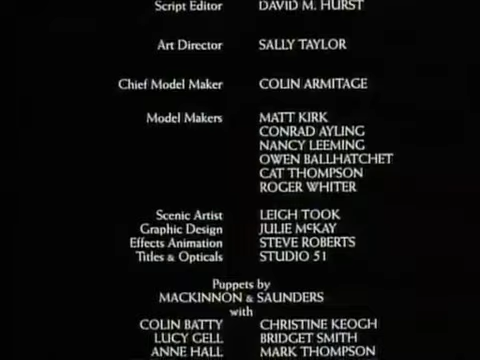 Script Editor DAVID M. HURST
Art Director SALLY TAYLOR
Chief Model Maker COLIN ARMITAGE
Model Makers MATT KIRK
CONRAD AYLING
NANCY LEEMING
OWEN BALLHATCHET
CAT THOMPSON
ROGER WHITER
Scenic Artist LEIGH TOOK
Graphic Design JULIE McKAY
Effects Animation STEVE ROBERTS
Titles & Opticals STUDIO 51
Puppets by
MACKINNON & SAUNDERS
with
COLIN BATTY CHRISTINE KEOGH
LUCY GELL BRIDGET SMITH
ANNE HALL MARK THOMPSON